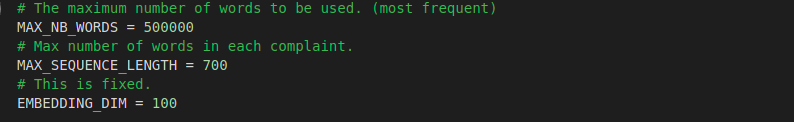 # The maximum number of words to be used. (most frequent)
MAX_NB_WORDS = 500000
# Max number of words in each complaint.
MAX_SEQUENCE_LENGTH = 700
# This is fixed.
EMBEDDING_DIM = 100